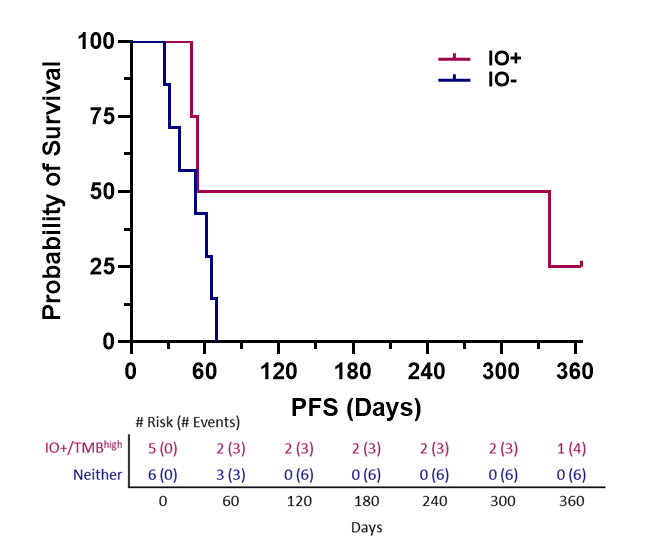 100
75
50
25
0
Probability of Survival
IO+
IO-
0 60 120 180 240 300 360
PFS (Days)
# Risk (# Events)
IO+/TMBhigh 5 (0) 2 (3) 2 (3) 2 (3) 2 (3) 2 (3) 1 (4)
Neither 6 (0) 3 (3) 0 (6) 0 (6) 0 (6) 0 (6) 0 (6)
0 60 120 180 240 300 360
Days